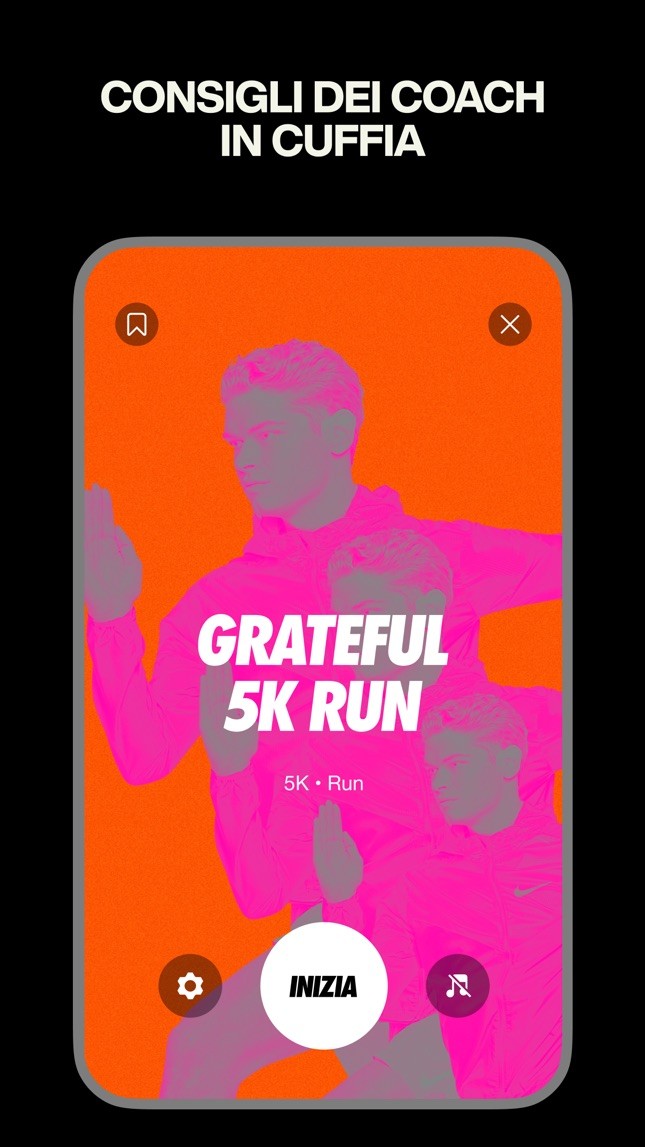 CONSIGLI DEI COACH
IN CUFFIA
GRATEFUL
5K RUN
5K • Run
INIZIA